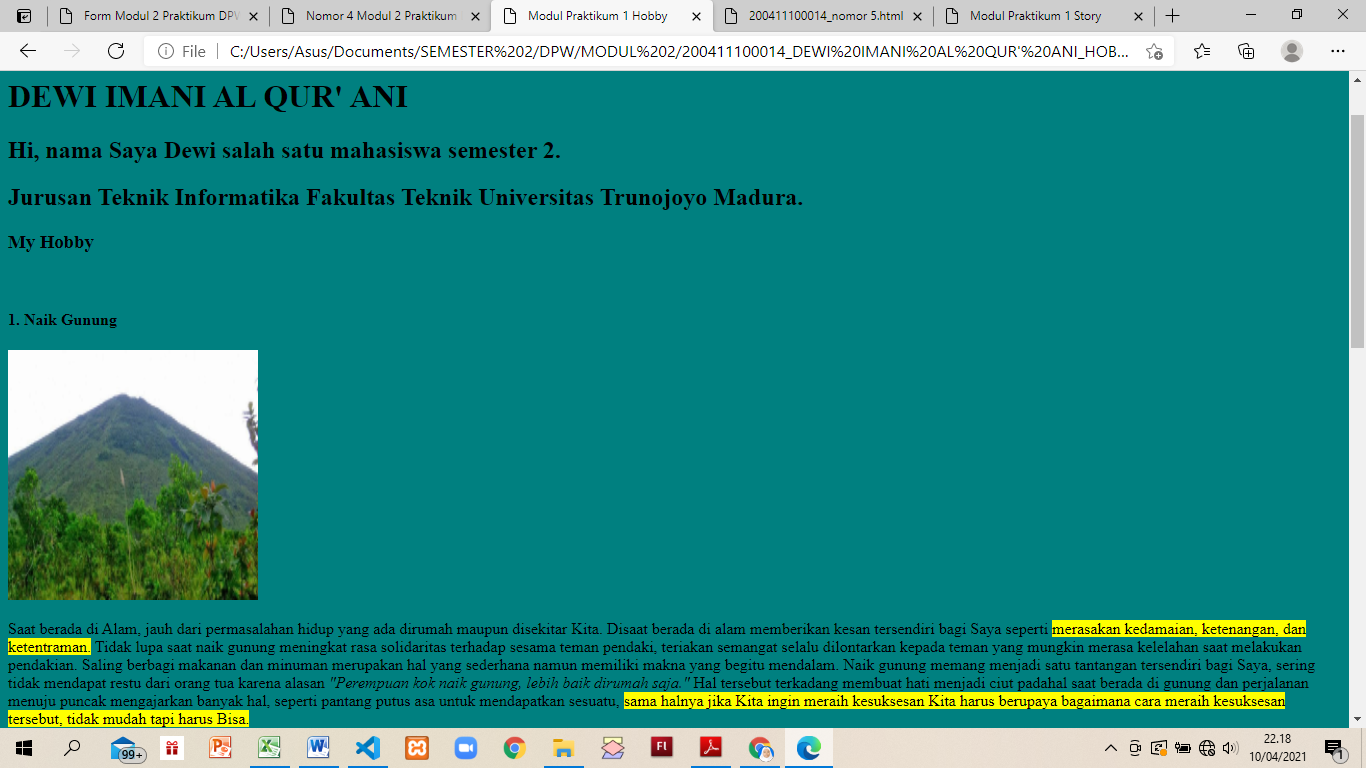 Form Modul 2 Praktikum DPW
Nomor 4 Modul 2 Praktikum
Modul Praktikum 1 Hobby
200411100014_nomor 5.html
Modul Praktikum 1 Story
File
C:/Users/Asus/Documents/SEMESTER%202/DPW/MODUL%202/200411100014_DEWI%20IMANI%20AL%20QUR'%20ANI_HOB...
DEWI IMANI AL QUR' ANI
Hi, nama Saya Dewi salah satu mahasiswa semester 2.
Jurusan Teknik Informatika Fakultas Teknik Universitas Trunojoyo Madura.
My Hobby
1. Naik Gunung
Saat berada di Alam, jauh dari permasalahan hidup yang ada dirumah maupun disekitar Kita. Disaat berada di alam memberikan kesan tersendiri bagi Saya seperti merasakan kedamaian, ketenangan, dan
ketentraman. Tidak lupa saat naik gunung meningkat rasa solidaritas terhadap sesama teman pendaki, teriakan semangat selalu dilontarkan kepada teman yang mungkin merasa kelelahan saat melakukan
pendakian. Saling berbagi makanan dan minuman merupakan hal yang sederhana namun memiliki makna yang begitu mendalam. Naik gunung memang menjadi satu tantangan tersendiri bagi Saya, sering
tidak mendapat restu dari orang tua karena alasan "Perempuan kok naik gunung, lebih baik dirumah saja." Hal tersebut terkadang membuat hati menjadi ciut padahal saat berada di gunung dan perjalanan
menuju puncak mengajarkan banyak hal, seperti pantang putus asa untuk mendapatkan sesuatu, sama halnya jika Kita ingin meraih kesuksesan Kita harus berupaya bagaimana cara meraih kesuksesan
tersebut, tidak mudah tapi harus Bisa.
99+
Fl
22.18
10/04/2021
1